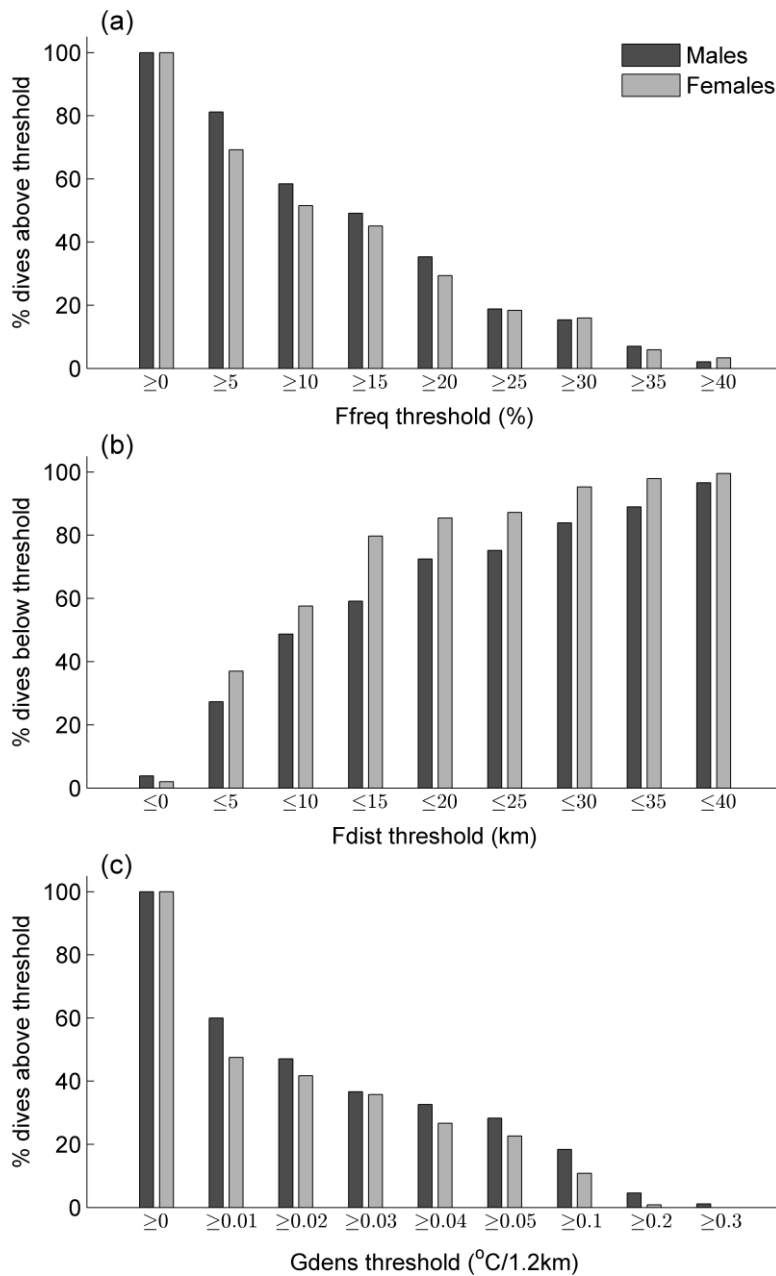 (a)
Males
Females
100
80
60
40
20
0
% dives above threshold
≥0 ≥5 ≥10 ≥15 ≥20 ≥25 ≥30 ≥35 ≥40
Ffreq threshold (%)
(b)
100
80
60
40
20
0
% dives below threshold
≤0 ≤5 ≤10 ≤15 ≤20 ≤25 ≤30 ≤35 ≤40
Fdist threshold (km)
(c)
100
80
60
40
20
0
% dives above threshold
≥0 ≥0.01 ≥0.02 ≥0.03 ≥0.04 ≥0.05 ≥0.1 ≥0.2 ≥0.3
Gdens threshold (°C/1.2km)